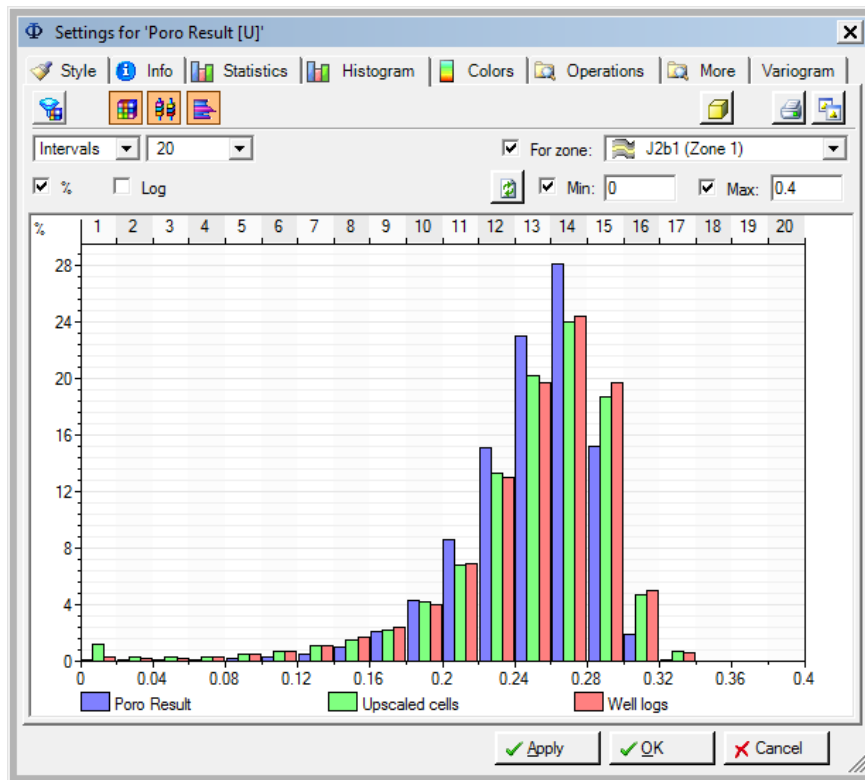 Φ Settings for 'Poro Result [U]'
Style Info Statistics Histogram Colors Operations More Variogram
Intervals 20 For zone: J2b1 (Zone 1)
% Log Min: 0 Max: 0.4
% 1 2 3 4 5 6 7 8 9 10 11 12 13 14 15 16 17 18 19 20
28
24
20
16
12
8
4
0
0 0.04 0.08 0.12 0.16 0.2 0.24 0.28 0.32 0.36 0.4
Poro Result Upscaled cells Well logs
Apply OK Cancel